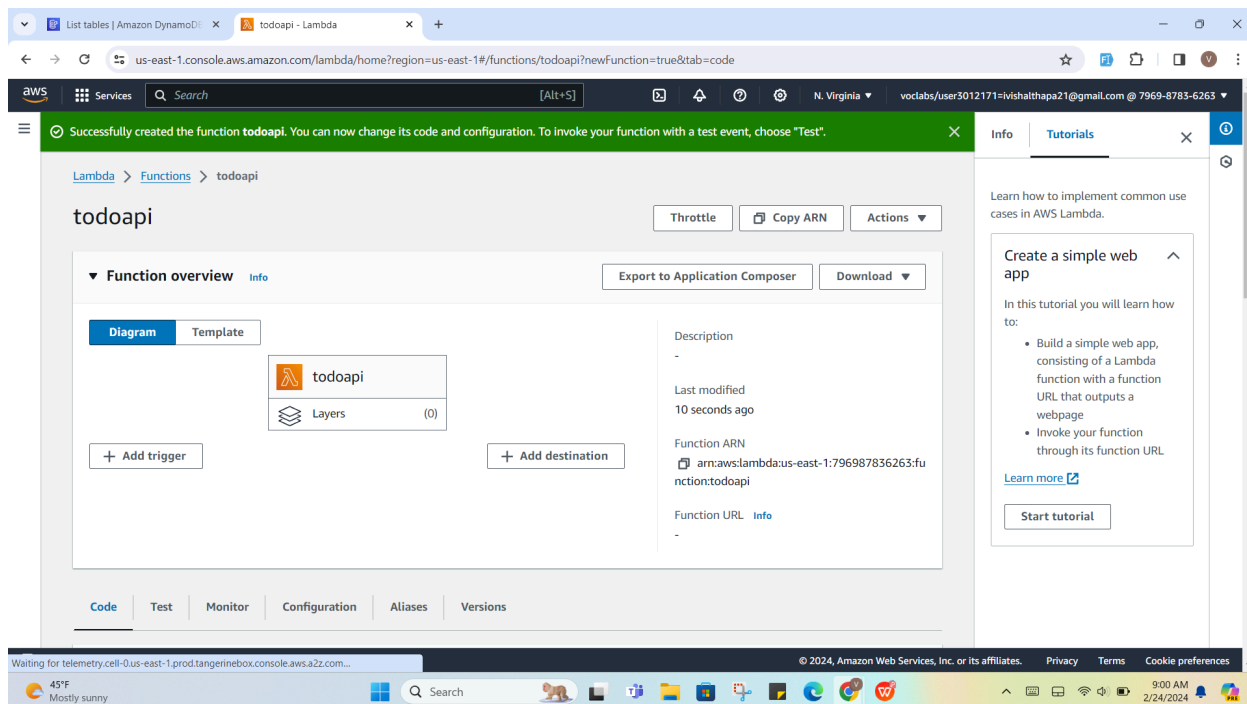 List tables | Amazon DynamoDB
todoapi - Lambda
us-east-1.console.aws.amazon.com/lambda/home?region=us-east-1#/functions/todoapi?newFunction=true&tab=code
V
aws
Services
Search
[Alt+S]
N. Virginia
voclabs/user3012171=ivishalthapa21@gmail.com @ 7969-8783-6263
Successfully created the function todoapi. You can now change its code and configuration. To invoke your function with a test event, choose "Test".
Lambda > Functions > todoapi
todoapi
Throttle
Copy ARN
Actions
Function overview Info
Export to Application Composer
Download
Diagram
Template
todoapi
Layers (0)
+ Add trigger
+ Add destination
Description
-
Last modified
10 seconds ago
Function ARN
arn:aws:lambda:us-east-1:796987836263:fu
nction:todoapi
Function URL Info
-
Code
Test
Monitor
Configuration
Aliases
Versions
Info
Tutorials
Learn how to implement common use
cases in AWS Lambda.
Create a simple web
app
In this tutorial you will learn how
to:
• Build a simple web app,
consisting of a Lambda
function with a function
URL that outputs a
webpage
• Invoke your function
through its function URL
Learn more
Start tutorial
Waiting for telemetry.cell-0.us-east-1.prod.tangerinebox.console.aws.a2z.com...
© 2024, Amazon Web Services, Inc. or its affiliates.
Privacy
Terms
Cookie preferences
45°F
Mostly sunny
Search
9:00 AM
2/24/2024